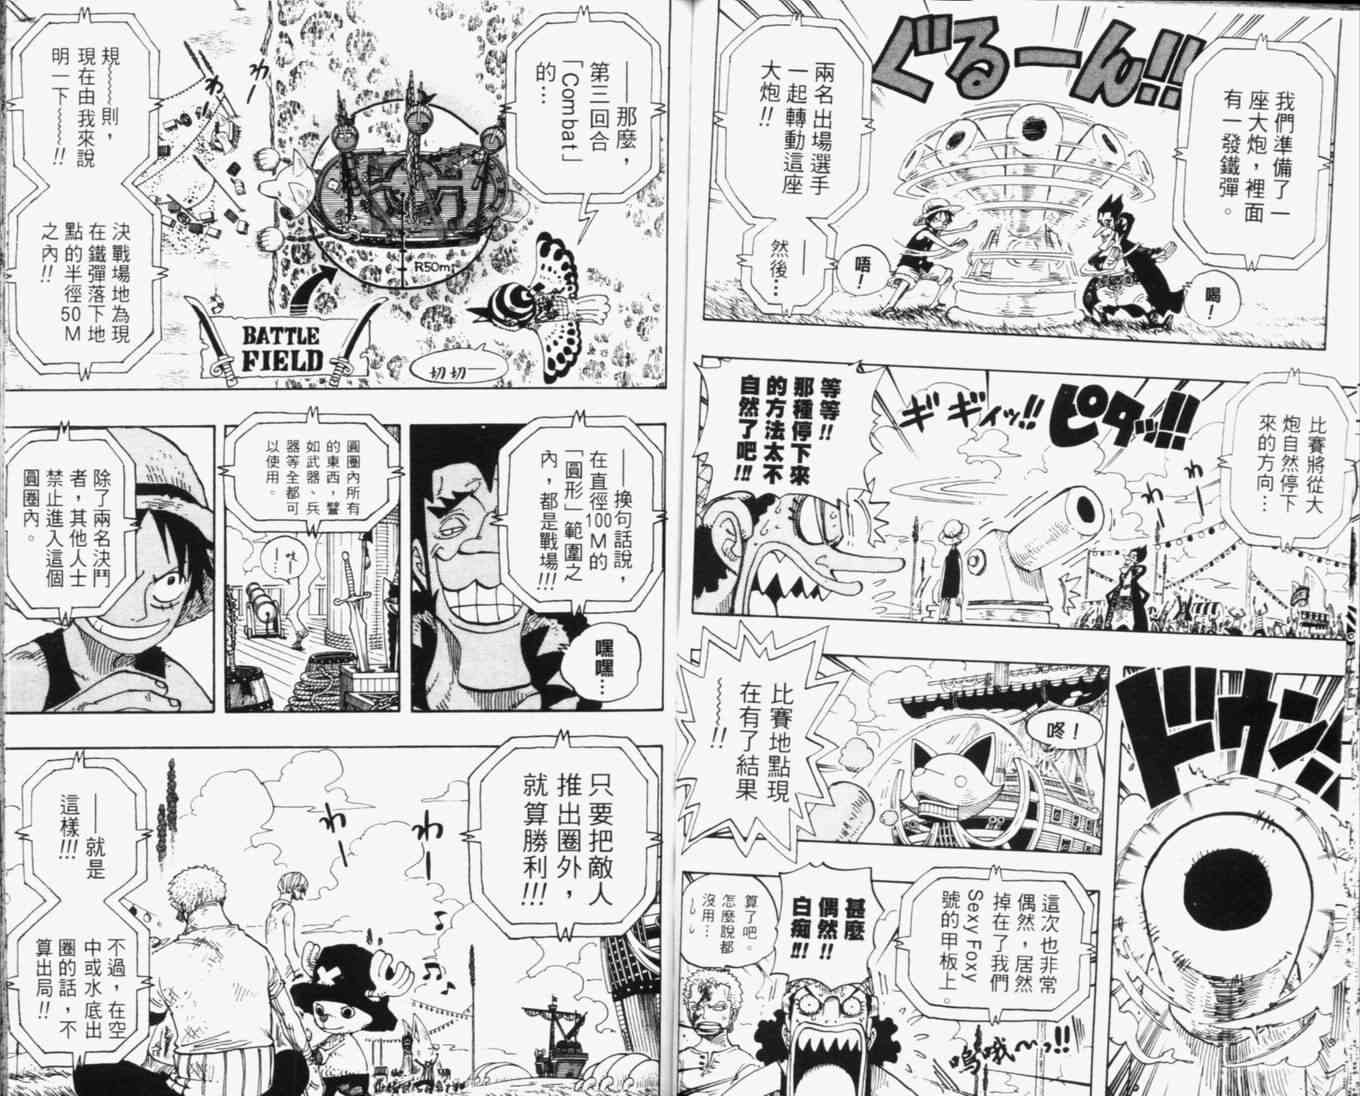 我們準備了一
座大炮，裡面
有一發鐵彈。
ぐるーん!!
兩名出場選手
一起轉動這座
大炮!!
——
然後…
唔！
喝！
比賽將從大
炮自然停下
來的方向…
ピタッ!!
ギギィッ!!
わー
わー
等等!!
那種停下來
的方法太不
自然了吧!!!
ドウン!
咚！
比賽地點現
在有了結果
～～～!!
這次也非常
偶然，居然
掉在了我們
Sexy Foxy
號的甲板上。
甚麼
偶然!!
白痴!!!
算了吧。
怎麼說都
沒用…
嗚哦～っ!!
——那麼，
第三回合
「Combat」
的…
わー
わー
規～～則，
現在由我來說
明一下～～～!!
決戰場地為現
在鐵彈落下地
點的半徑50M
之內!!
R50m
BATTLE
FIELD
切切——
——換句話說，
在直徑100M的
「圓形」範圍之
內，都是戰場!!!
嘿
嘿…
圓圈內所有
的東西，譬
如武器、兵
器等全都可
以使用。
除了兩名決鬥
者，其他人士
禁止進入這個
圓圈內。
只要把敵人
推出圈外，
就算勝利!!!
わー
わー
——就是
這樣!!!
不過，在空
中或水底出
圈的話，不
算出局!!